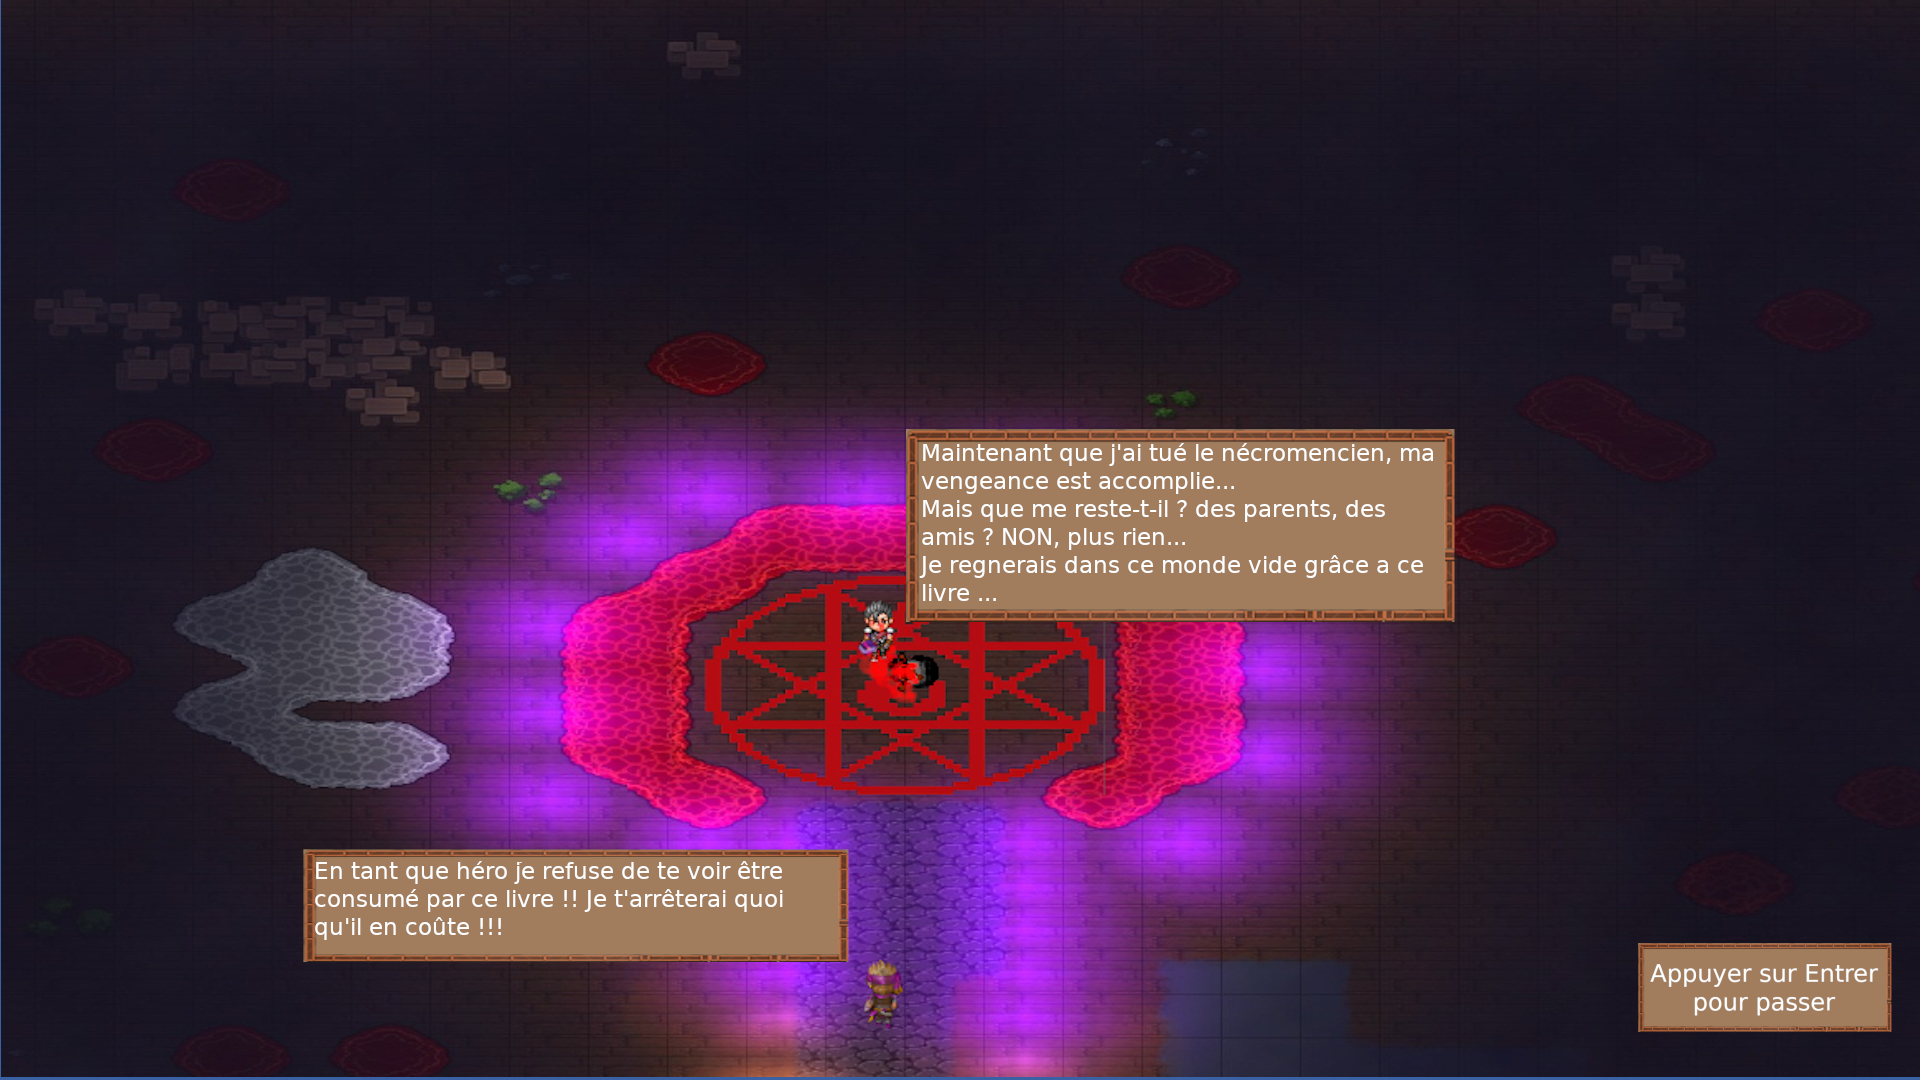 Maintenant que j'ai tué le nécromencien, ma
vengeance est accomplie...
Mais que me reste-t-il ? des parents, des
amis ? NON, plus rien...
Je regnerais dans ce monde vide grâce a ce
livre ...
En tant que héro je refuse de te voir être
consumé par ce livre !! Je t'arrêterai quoi
qu'il en coûte !!!
Appuyer sur Entrer
pour passer